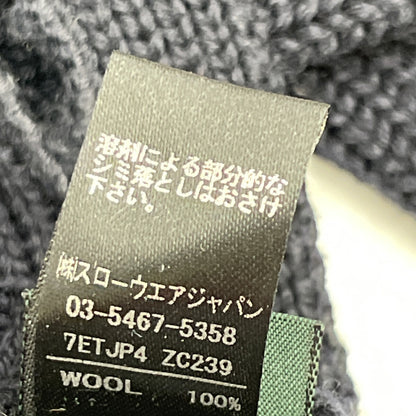 溶剤による部分的な
シミ落としはおさけ
下さい。
㈱スローウエアジャパン
03-5467-5358
7ETJP4 ZC239
WOOL 100%